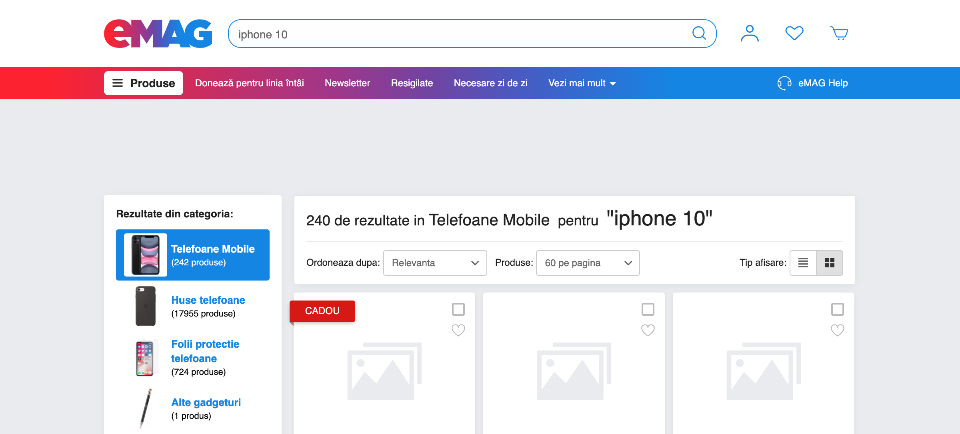 eMAG
iphone 10
Produse
Donează pentru linia întâi
Newsletter
Resigilate
Necesare zi de zi
Vezi mai mult
eMAG Help
Rezultate din categoria:
Telefoane Mobile
(242 produse)
Huse telefoane
(17955 produse)
Folii protectie
telefoane
(724 produse)
Alte gadgeturi
(1 produs)
240 de rezultate in Telefoane Mobile pentru "iphone 10"
Ordoneaza dupa: Relevanta
Produse: 60 pe pagina
Tip afisare:
CADOU